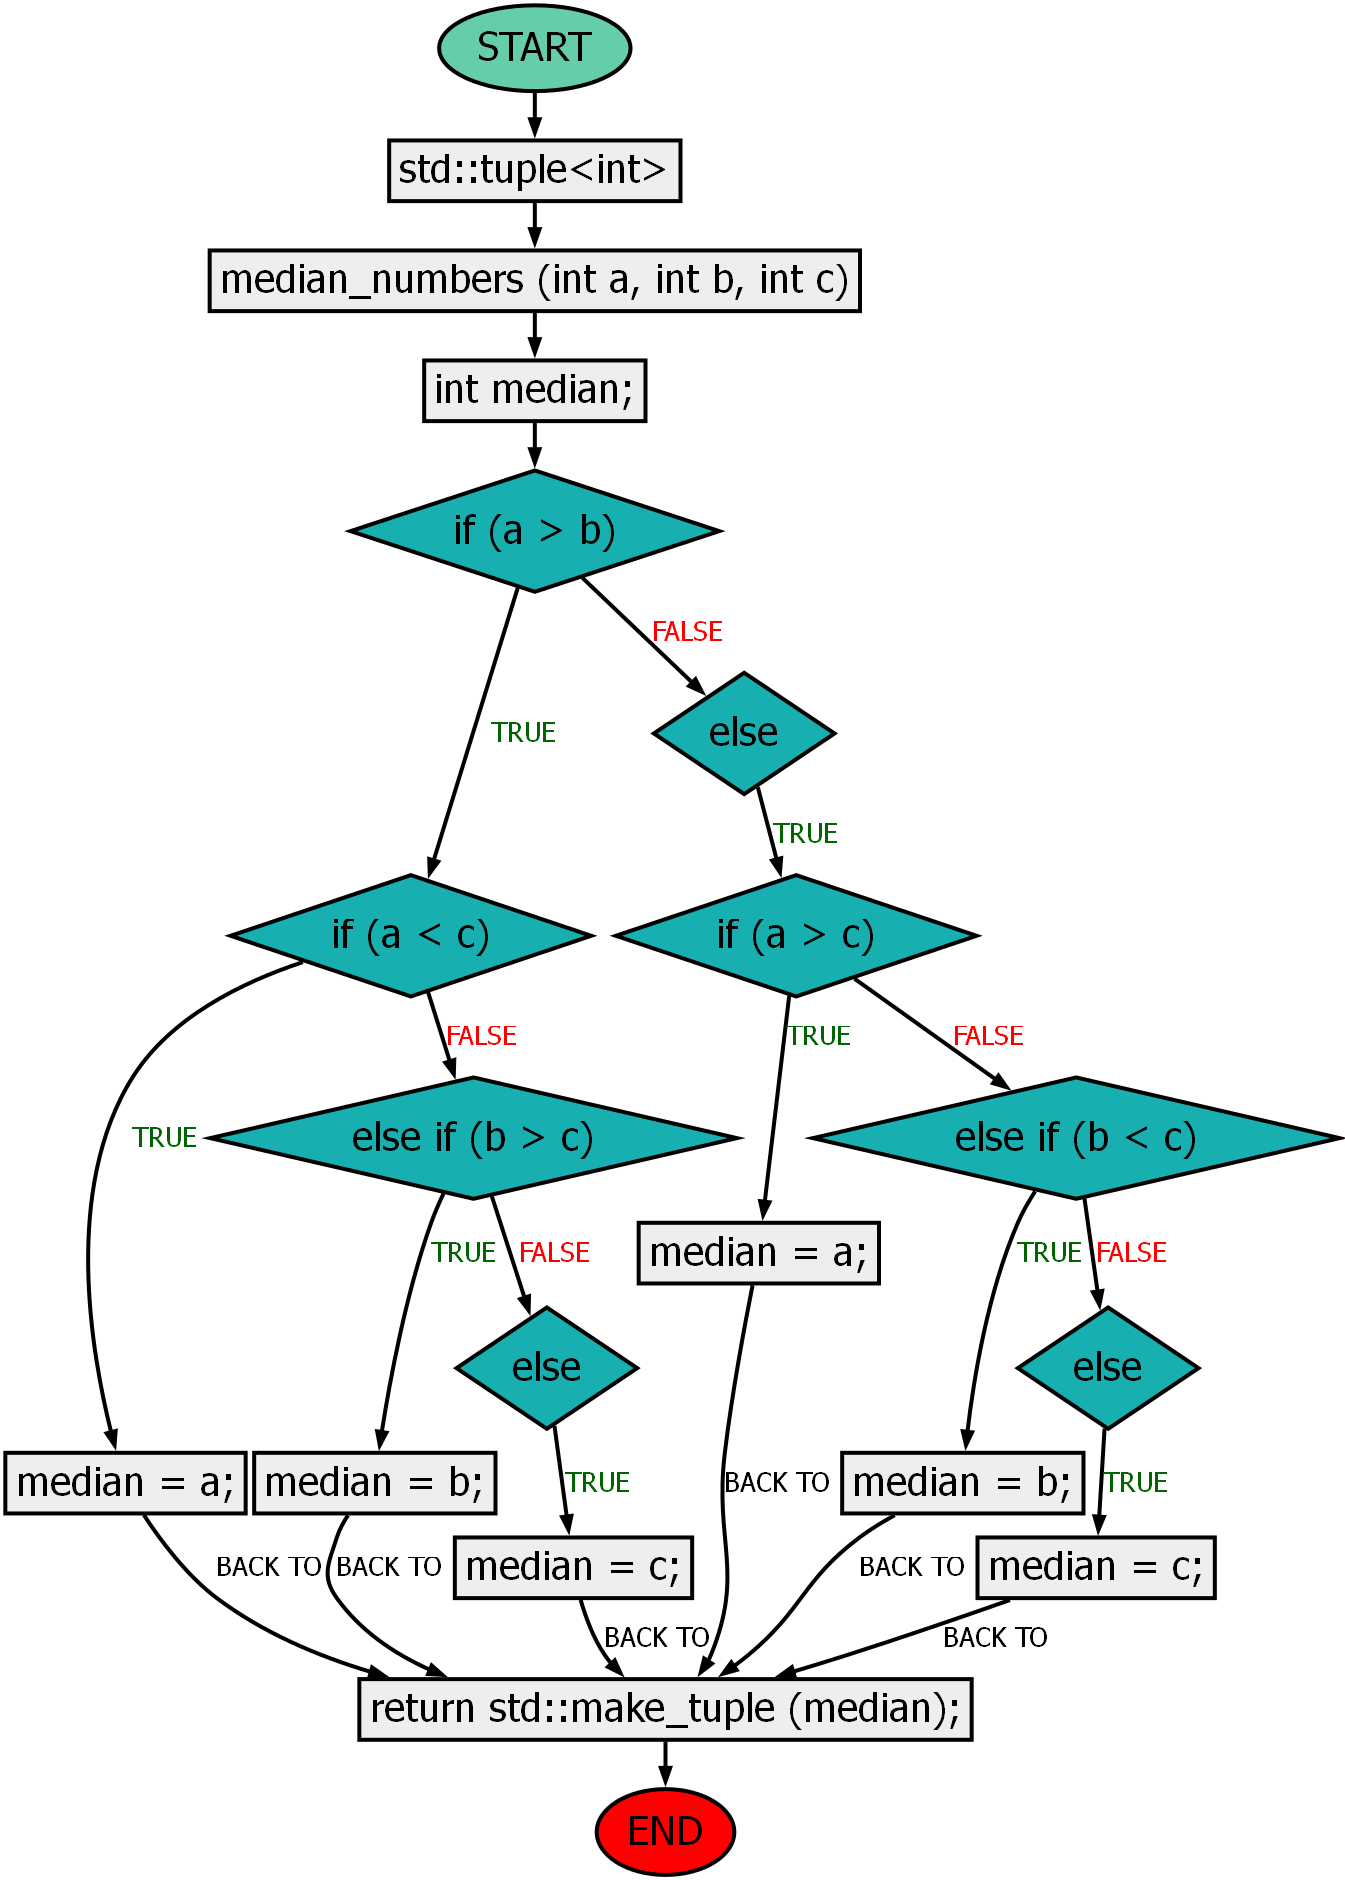 START
std::tuple<int>
median_numbers (int a, int b, int c)
int median;
if (a > b)
FALSE
TRUE
else
TRUE
if (a < c)
if (a > c)
FALSE
TRUE
FALSE
TRUE
else if (b > c)
else if (b < c)
TRUE
FALSE
median = a;
TRUE
FALSE
else
else
median = a;
median = b;
TRUE
BACK TO
median = b;
TRUE
BACK TO
BACK TO
median = c;
BACK TO
median = c;
BACK TO
BACK TO
return std::make_tuple (median);
END